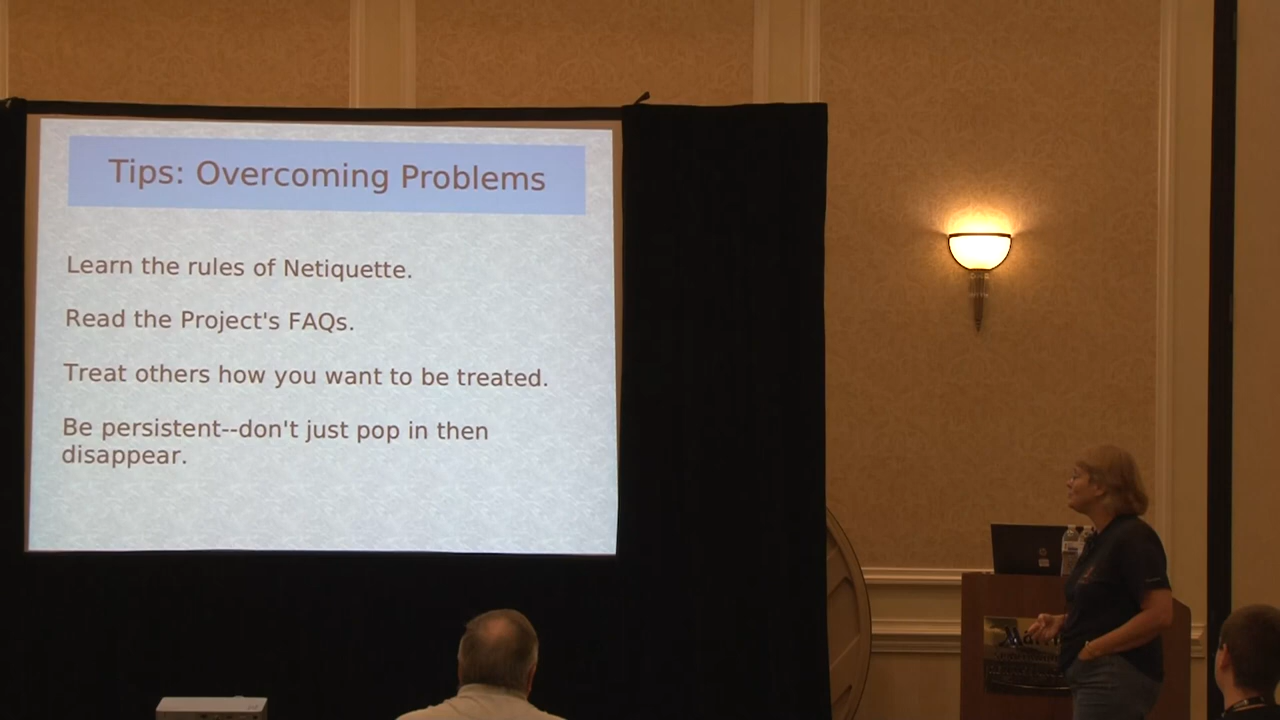 Tips: Overcoming Problems
Learn the rules of Netiquette.
Read the Project's FAQs.
Treat others how you want to be treated.
Be persistent--don't just pop in then
disappear.